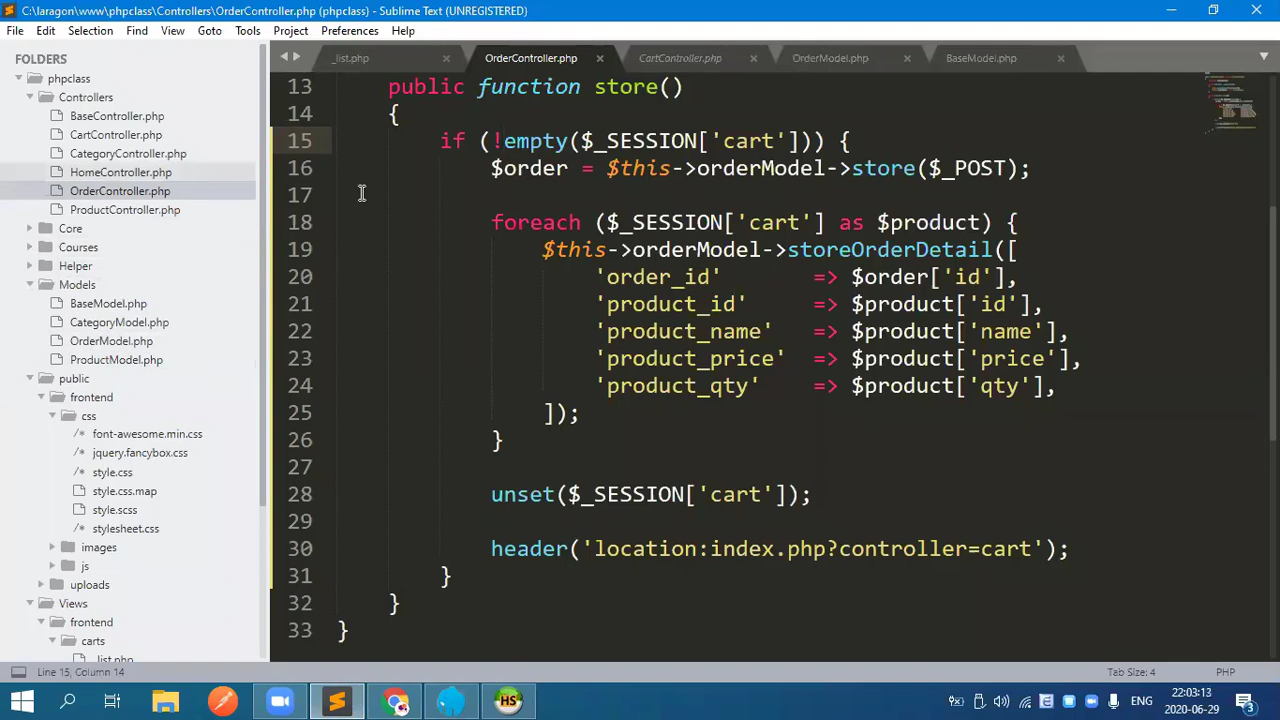 C:\laragon\www\phpclass\Controllers\OrderController.php (phpclass) - Sublime Text (UNREGISTERED)
File Edit Selection Find View Goto Tools Project Preferences Help
FOLDERS
phpclass
Controllers
BaseController.php
CartController.php
CategoryController.php
HomeController.php
OrderController.php
ProductController.php
Core
Courses
Helper
Models
BaseModel.php
CategoryModel.php
OrderModel.php
ProductModel.php
public
frontend
css
font-awesome.min.css
jquery.fancybox.css
style.css
style.css.map
style.scss
stylesheet.css
images
js
uploads
Views
frontend
carts
_list.php
_list.php OrderController.php CartController.php OrderModel.php BaseModel.php
13 public function store()
14 {
15 if (!empty($_SESSION['cart'])) {
16 $order = $this->orderModel->store($_POST);
17
18 foreach ($_SESSION['cart'] as $product) {
19 $this->orderModel->storeOrderDetail([
20 'order_id' => $order['id'],
21 'product_id' => $product['id'],
22 'product_name' => $product['name'],
23 'product_price' => $product['price'],
24 'product_qty' => $product['qty'],
25 ]);
26 }
27
28 unset($_SESSION['cart']);
29
30 header('location:index.php?controller=cart');
31 }
32 }
33 }
Line 15, Column 14 Tab Size: 4 PHP
HS ENG 22:03:13
2020-06-29 3